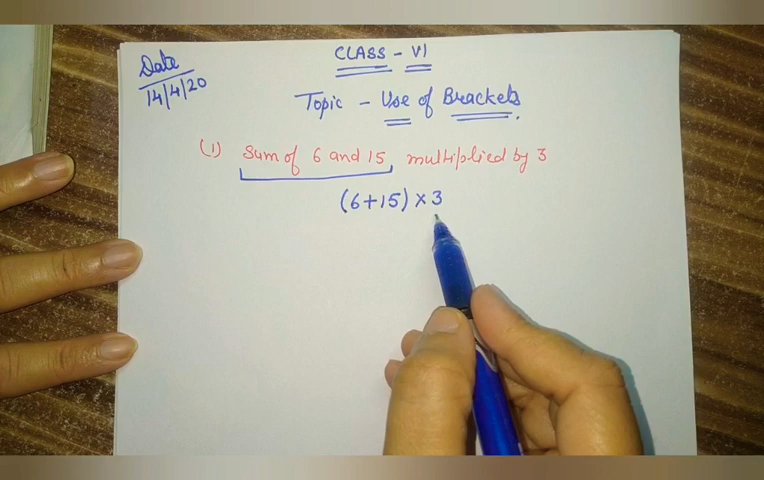 CLASS - VI
Date
14/4/20
Topic - Use of Brackets.
(1) Sum of 6 and 15, multiplied by 3
(6+15) × 3